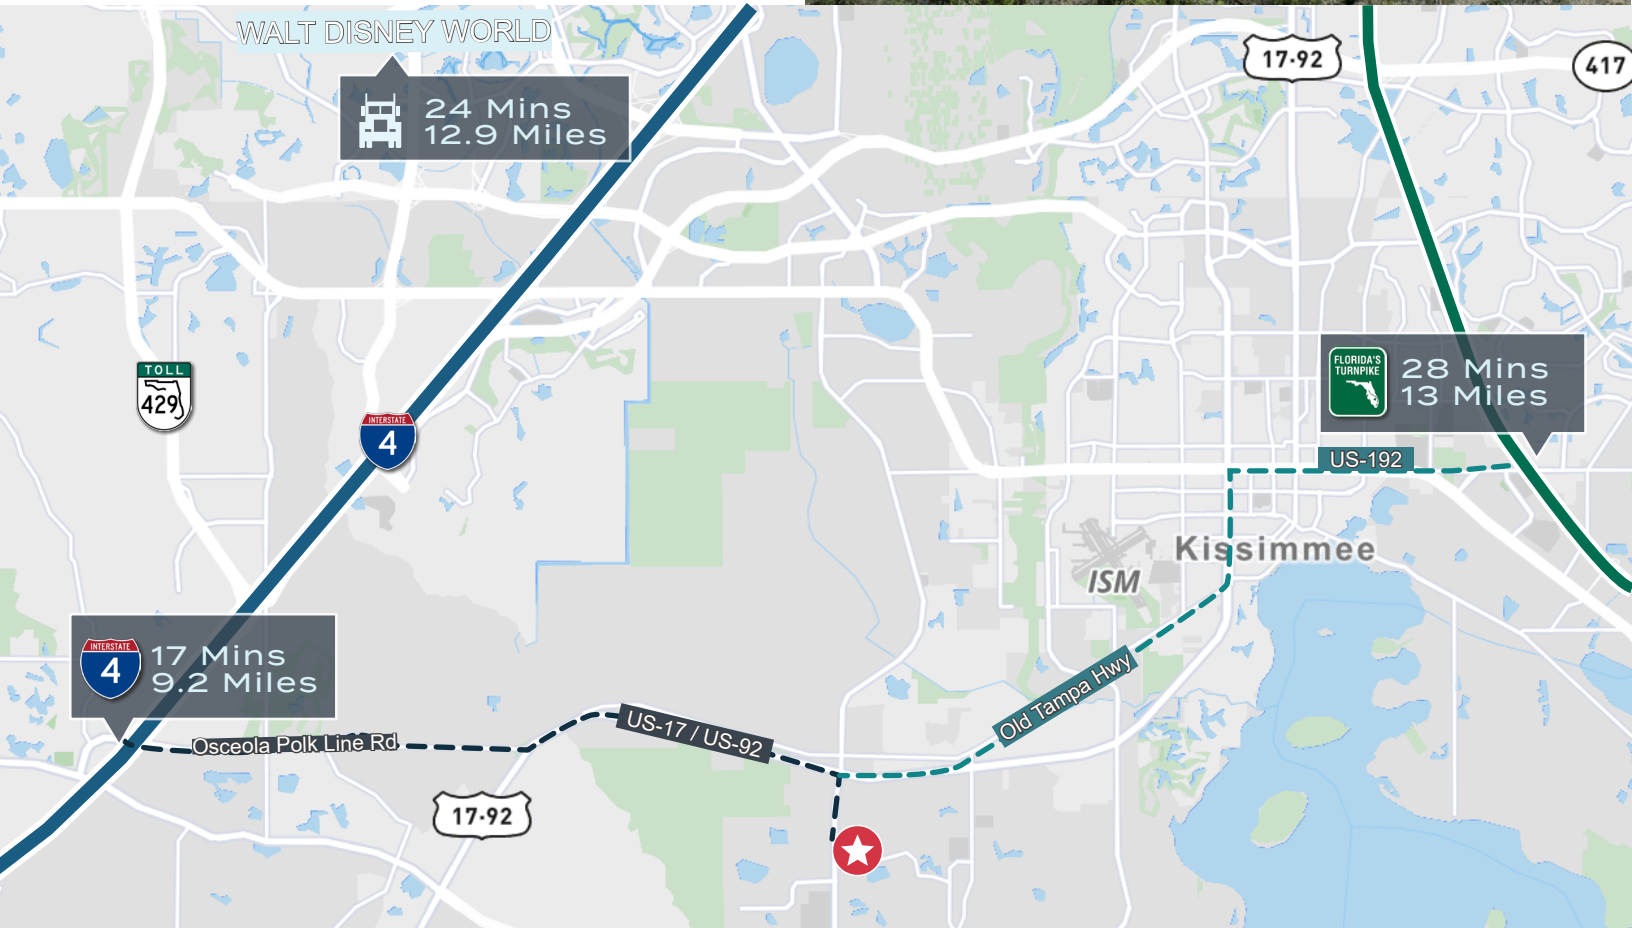 WALT DISNEY WORLD
24 Mins
12.9 Miles
17·92
417
TOLL
429
INTERSTATE
4
FLORIDA'S
TURNPIKE
28 Mins
13 Miles
US-192
Kissimmee
ISM
INTERSTATE
4
17 Mins
9.2 Miles
Old Tampa Hwy
US-17 / US-92
Osceola Polk Line Rd
17·92